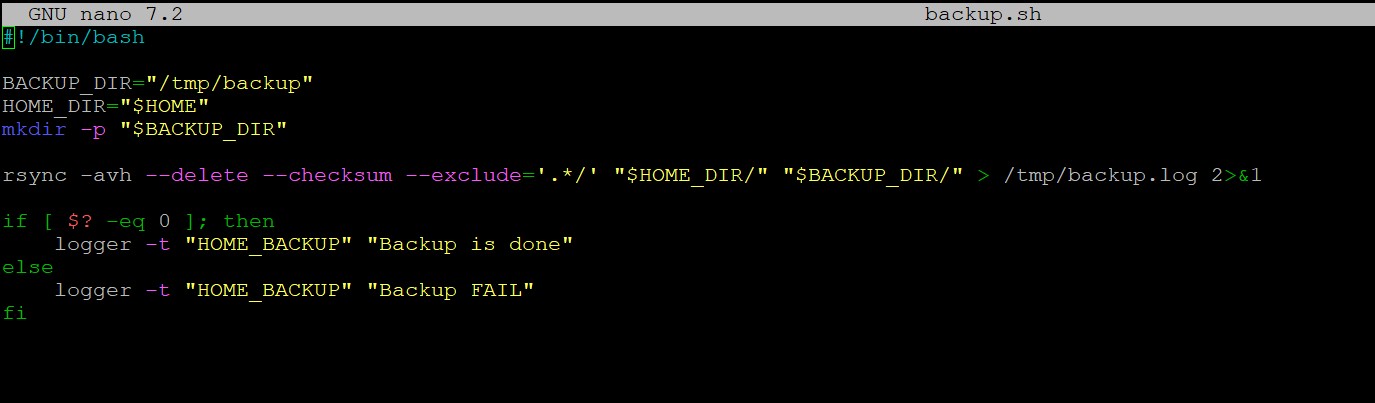 GNU nano 7.2 backup.sh
#!/bin/bash
BACKUP_DIR="/tmp/backup"
HOME_DIR="$HOME"
mkdir -p "$BACKUP_DIR"
rsync -avh --delete --checksum --exclude='.*/' "$HOME_DIR/" "$BACKUP_DIR/" > /tmp/backup.log 2>&1
if [ $? -eq 0 ]; then
    logger -t "HOME_BACKUP" "Backup is done"
else
    logger -t "HOME_BACKUP" "Backup FAIL"
fi